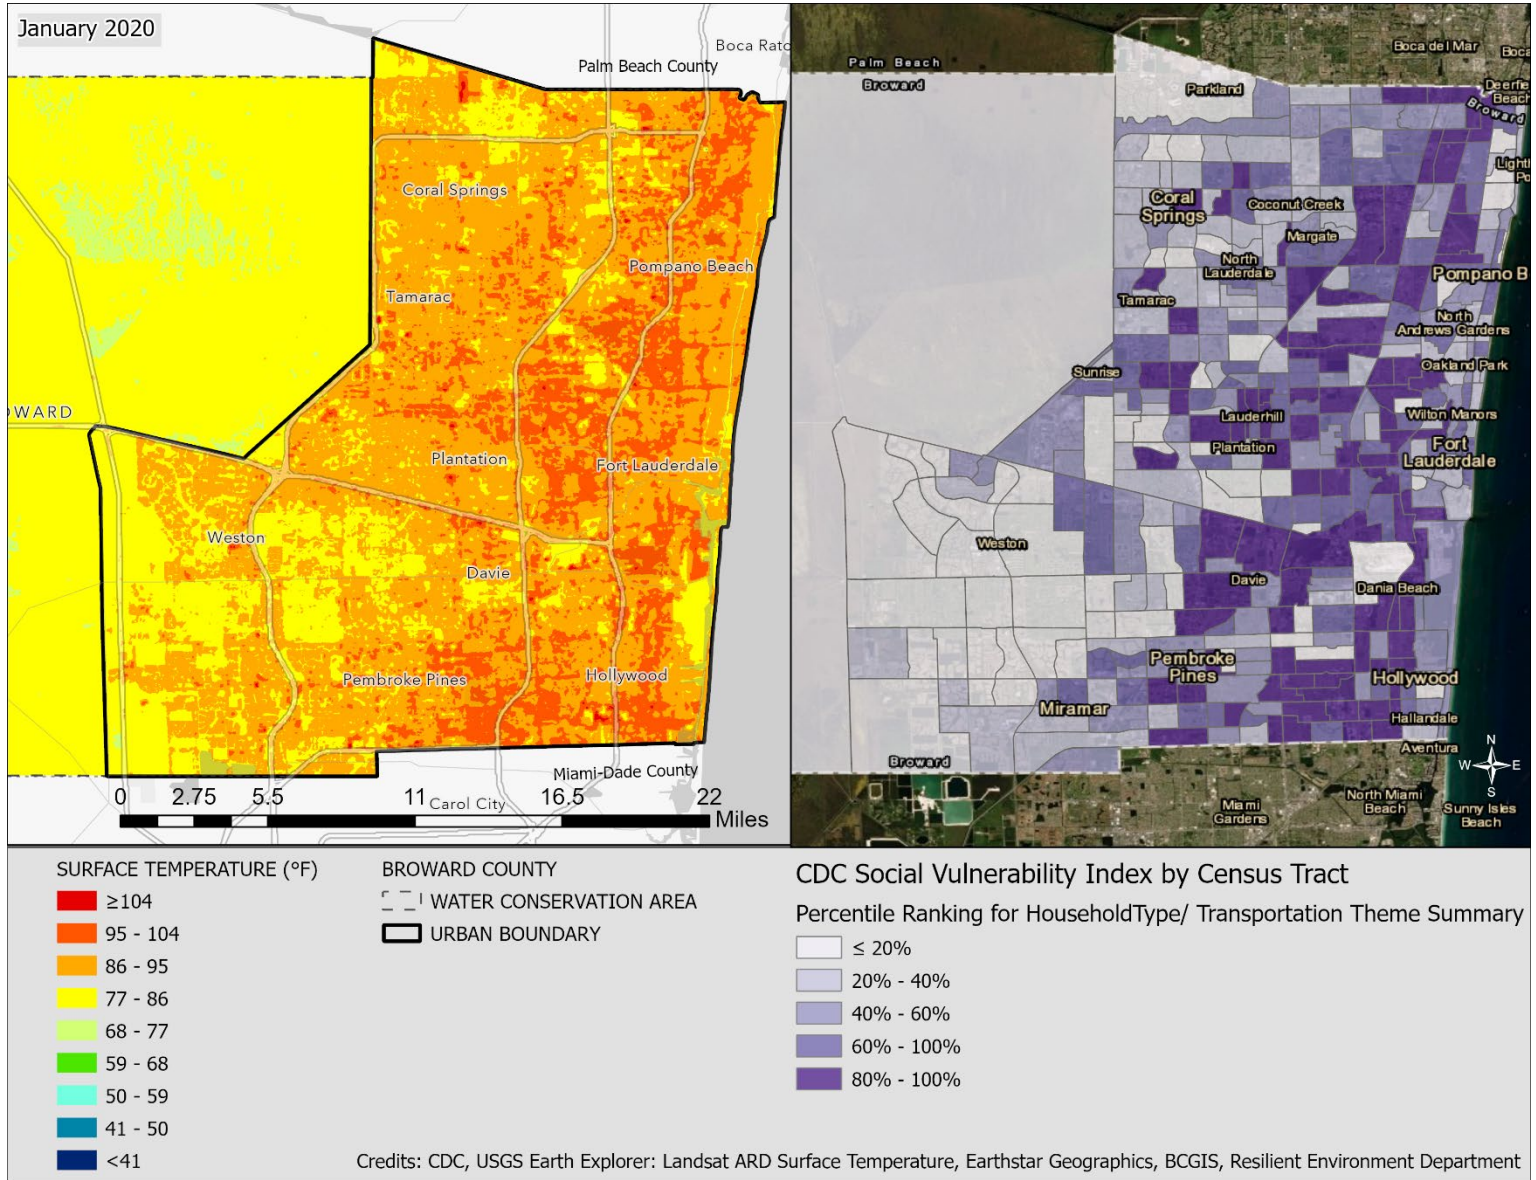 January 2020
Boca Rato
Palm Beach County
Coral Springs
Pompano Beach
Tamarac
OWARD
Plantation
Fort Lauderdale
Weston
Davie
Pembroke Pines
Hollywood
Miami-Dade County
Carol City
0 2.75 5.5 11 16.5 22
Miles
Boca del Mar
Boca
Palm Beach
Broward
Parkland
Deerfie
Beach
Broward
Lighth
Po
Coral
Springs
Coconut Creek
Margate
North
Lauderdale
Pompano B
Tamarac
North
Andrews Gardens
Sunrise
Oakland Park
Lauderhill
Wilton Manors
Plantation
Fort
Lauderdale
Weston
Davie
Dania Beach
Pembroke
Pines
Hollywood
Miramar
Hallandale
Aventura
Broward
N
W E
S
Miami
Gardens
North Miami
Beach
Sunny Isles
Beach
SURFACE TEMPERATURE (°F)
≥104
95 - 104
86 - 95
77 - 86
68 - 77
59 - 68
50 - 59
41 - 50
<41
BROWARD COUNTY
WATER CONSERVATION AREA
URBAN BOUNDARY
CDC Social Vulnerability Index by Census Tract
Percentile Ranking for HouseholdType/ Transportation Theme Summary
≤ 20%
20% - 40%
40% - 60%
60% - 100%
80% - 100%
Credits: CDC, USGS Earth Explorer: Landsat ARD Surface Temperature, Earthstar Geographics, BCGIS, Resilient Environment Department